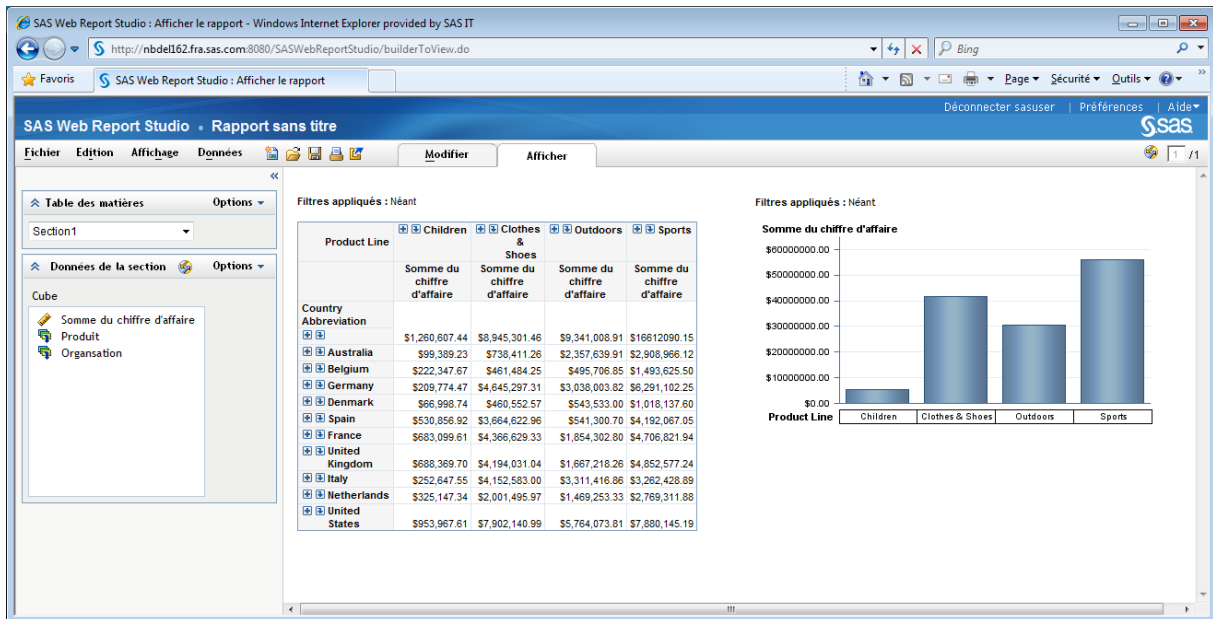 SAS Web Report Studio : Afficher le rapport - Windows Internet Explorer provided by SAS IT
http://nbdel162.fra.sas.com:8080/SASWebReportStudio/builderToView.do
Bing
Favoris
SAS Web Report Studio : Afficher le rapport
Page
Sécurité
Outils
Déconnecter sasuser | Préférences | Aide
SAS Web Report Studio • Rapport sans titre
sas
Fichier Edition Affichage Données
Modifier
Afficher
1 /1
Table des matières Options
Section1
Données de la section Options
Cube
Somme du chiffre d'affaire
Produit
Organsation
Filtres appliqués : Néant
Product Line Children Clothes & Shoes Outdoors Sports
Somme du chiffre d'affaire Somme du chiffre d'affaire Somme du chiffre d'affaire Somme du chiffre d'affaire
Country Abbreviation
$1,260,607.44 $8,945,301.46 $9,341,008.91 $16612090.15
Australia $99,389.23 $738,411.26 $2,357,639.91 $2,908,966.12
Belgium $222,347.67 $461,484.25 $495,706.85 $1,493,625.50
Germany $209,774.47 $4,645,297.31 $3,038,003.82 $6,291,102.25
Denmark $66,998.74 $460,552.57 $543,533.00 $1,018,137.60
Spain $530,856.92 $3,664,622.96 $541,300.70 $4,192,067.05
France $683,099.61 $4,366,629.33 $1,854,302.80 $4,706,821.94
United Kingdom $688,369.70 $4,194,031.04 $1,667,218.26 $4,852,577.24
Italy $252,647.55 $4,152,583.00 $3,311,416.86 $3,262,428.89
Netherlands $325,147.34 $2,001,495.97 $1,469,253.33 $2,769,311.88
United States $953,967.61 $7,902,140.99 $5,764,073.81 $7,880,145.19
Filtres appliqués : Néant
Somme du chiffre d'affaire
$60000000.00
$50000000.00
$40000000.00
$30000000.00
$20000000.00
$10000000.00
$0.00
Product Line Children Clothes & Shoes Outdoors Sports